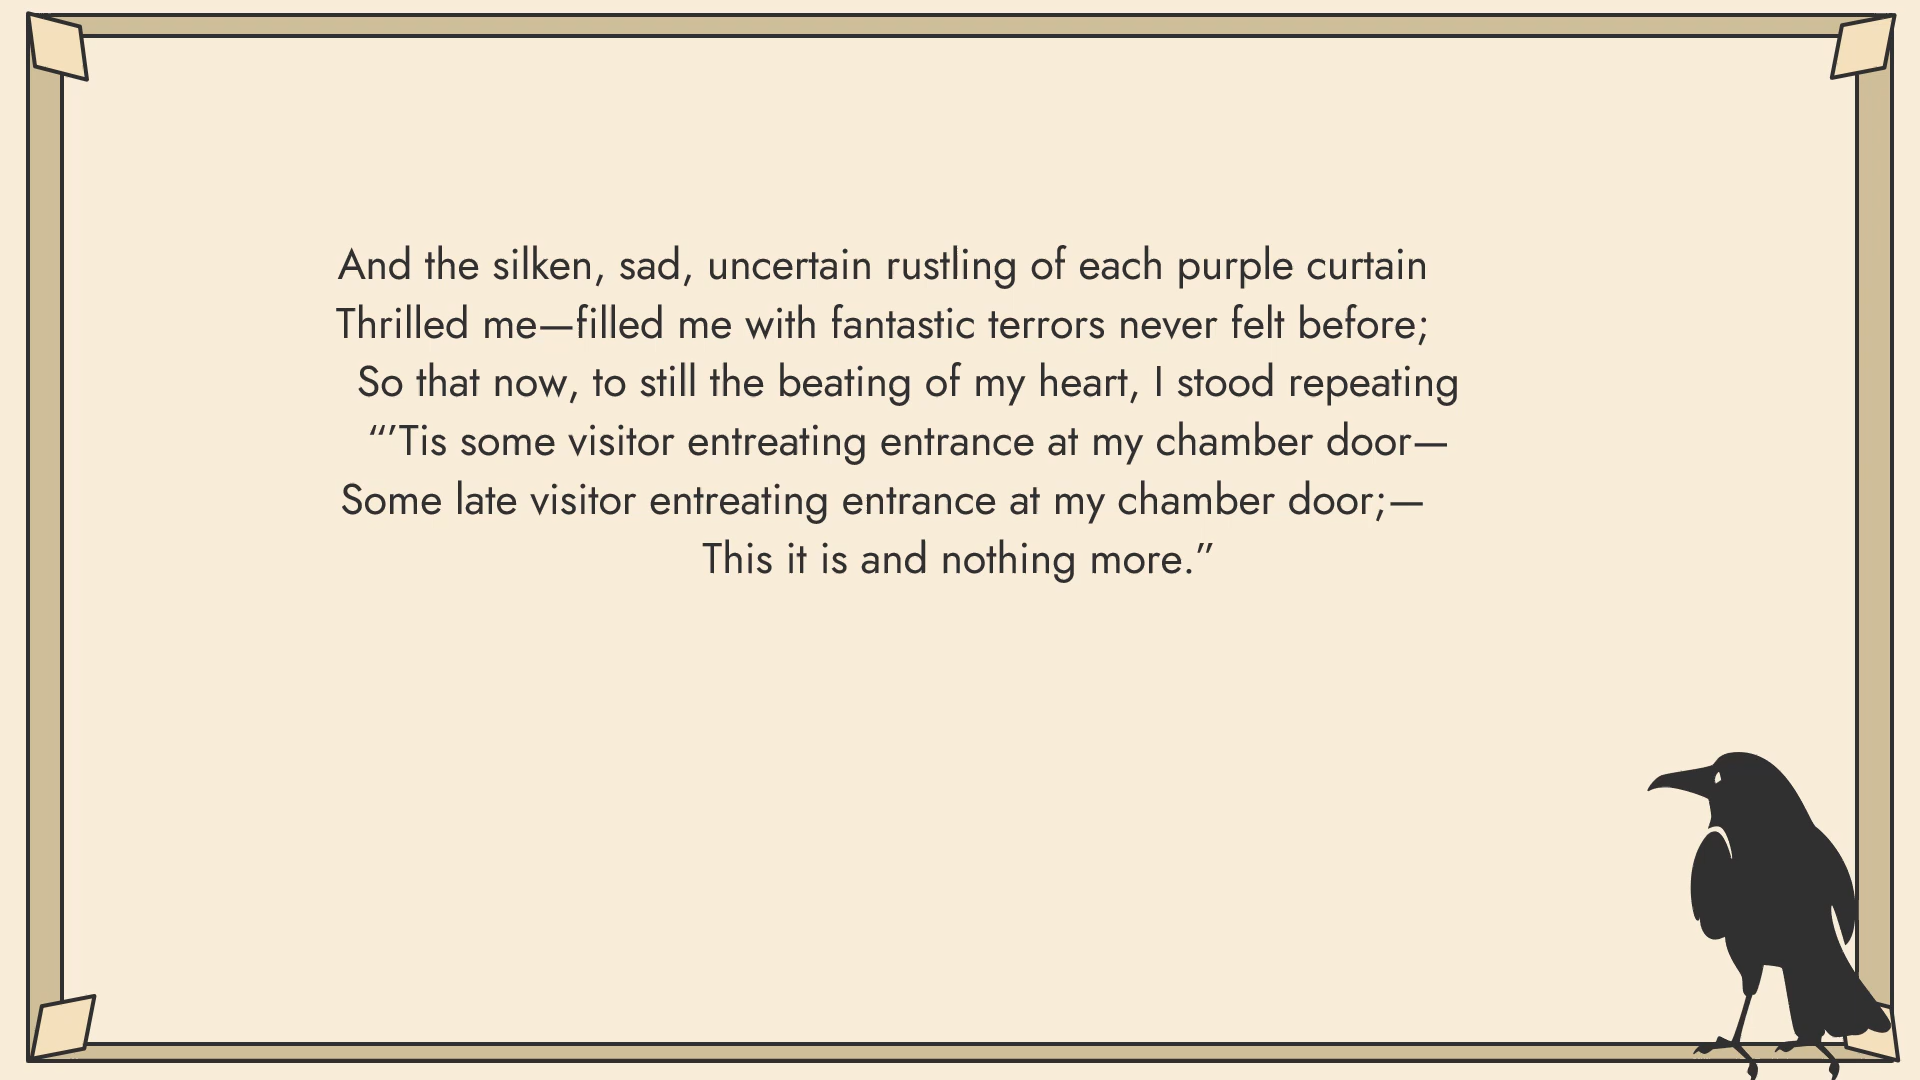 And the silken, sad, uncertain rustling of each purple curtain
Thrilled me—filled me with fantastic terrors never felt before;
So that now, to still the beating of my heart, I stood repeating
“’Tis some visitor entreating entrance at my chamber door—
Some late visitor entreating entrance at my chamber door;—
This it is and nothing more.”